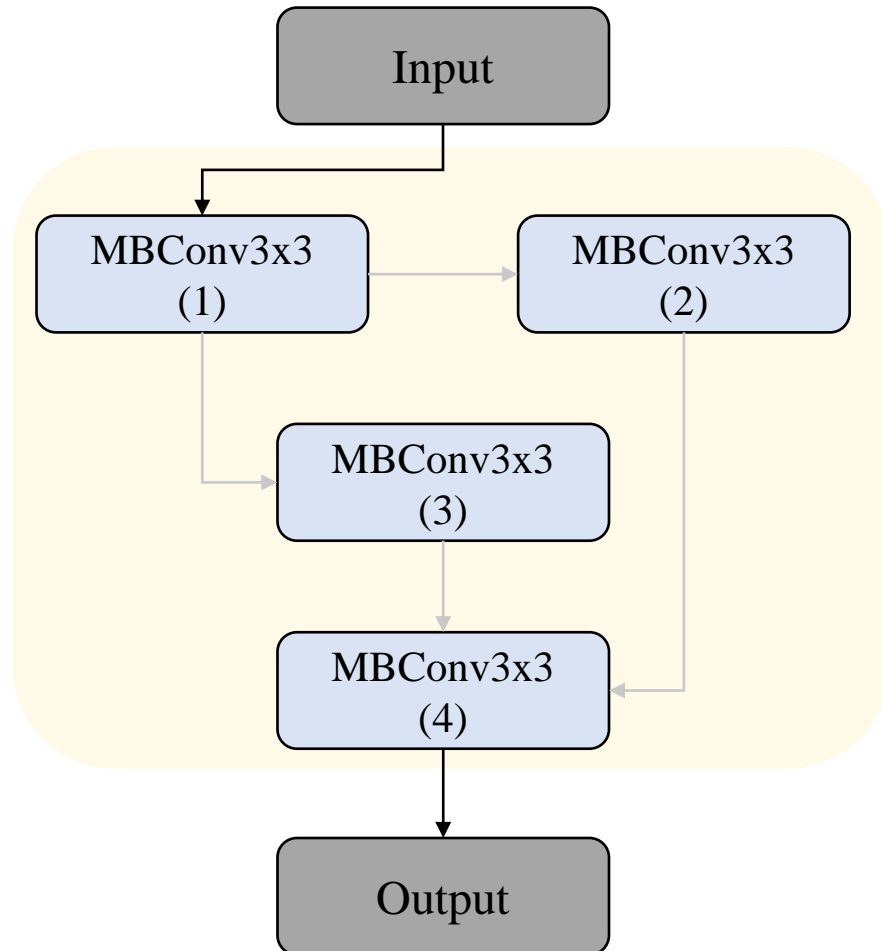 Input
MBConv3x3
(1)
MBConv3x3
(2)
MBConv3x3
(3)
MBConv3x3
(4)
Output